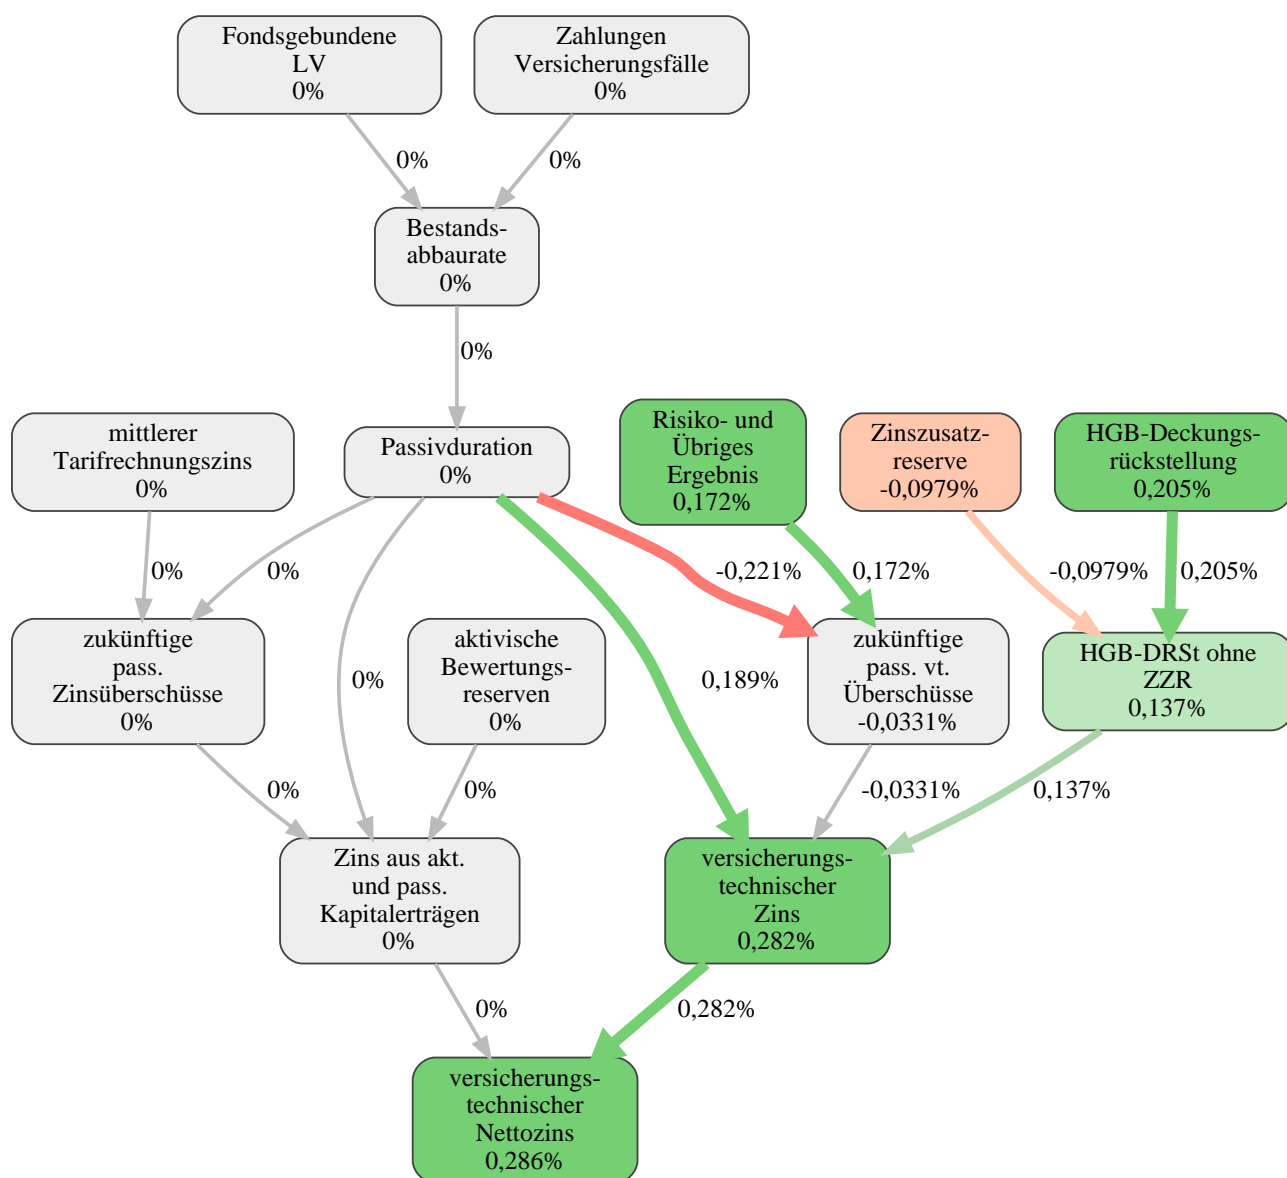 Fondsgebundene
LV
0%
Zahlungen
Versicherungsfälle
0%
0%
0%
Bestands-
abbaurate
0%
0%
mittlerer
Tarifrechnungszins
0%
Passivduration
0%
Risiko- und
Übriges
Ergebnis
0,172%
Zinszusatz-
reserve
-0,0979%
HGB-Deckungs-
rückstellung
0,205%
0%
0%
-0,221%
0,172%
-0,0979%
0,205%
zukünftige
pass.
Zinsüberschüsse
0%
0%
aktivische
Bewertungs-
reserven
0%
0,189%
zukünftige
pass. vt.
Überschüsse
-0,0331%
HGB-DRSt ohne
ZZR
0,137%
0%
0%
-0,0331%
0,137%
Zins aus akt.
und pass.
Kapitalerträgen
0%
versicherungs-
technischer
Zins
0,282%
0%
0,282%
versicherungs-
technischer
Nettozins
0,286%